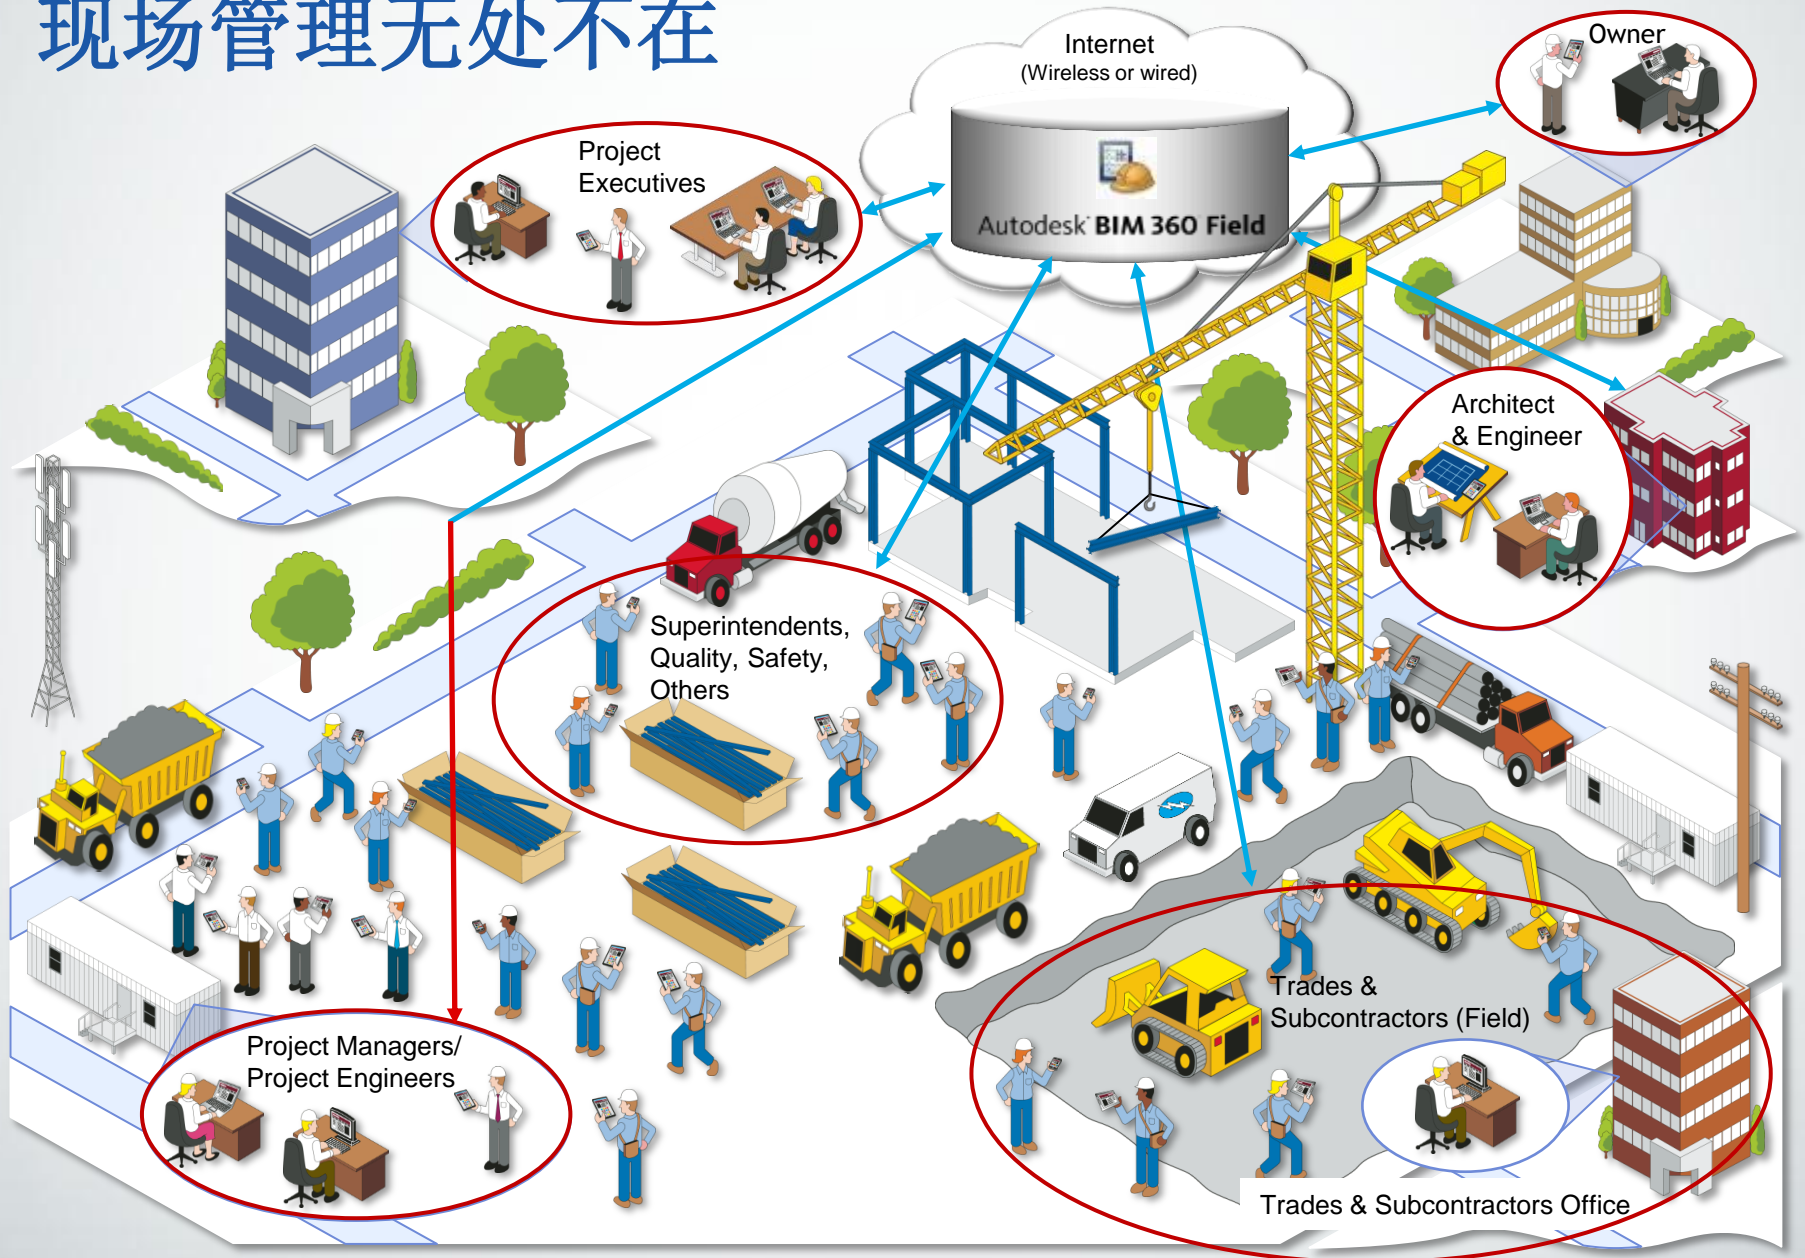 现场管理无处不在
Internet
(Wireless or wired)
Owner
Project
Executives
Autodesk BIM 360 Field
Architect
& Engineer
Superintendents,
Quality, Safety,
Others
Trades &
Subcontractors (Field)
Project Managers/
Project Engineers
Trades & Subcontractors Office